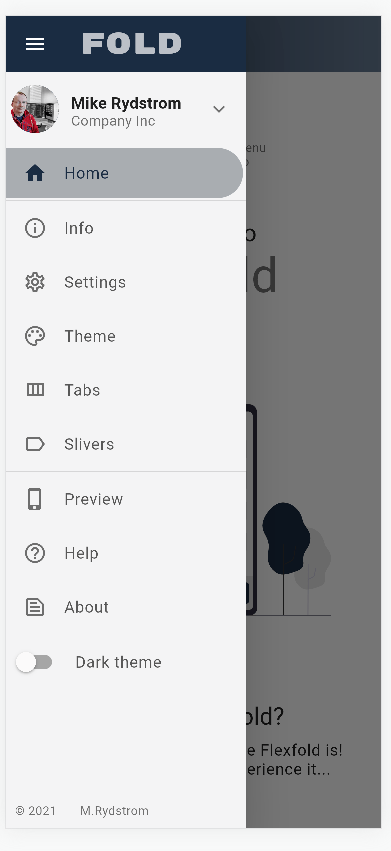 FOLD
Mike Rydstrom
Company Inc
Home
Info
Settings
Theme
Tabs
Slivers
Preview
Help
About
Dark theme
© 2021 M.Rydstrom
enu
o
ld
old?
e Flexfold is!
erience it...